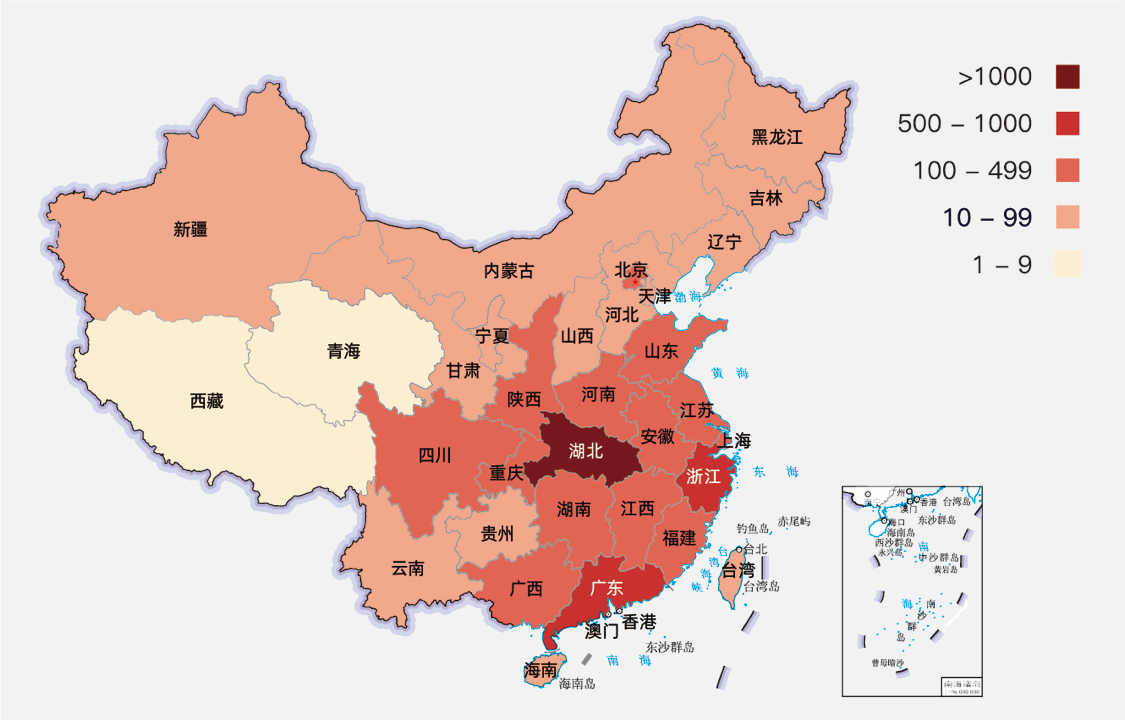 >1000
500 – 1000
100 – 499
10 – 99
1 – 9
黑龙江
吉林
辽宁
新疆
内蒙古
北京
天津
渤海
河北
山西
宁夏
青海
山东
甘肃
黄 海
西藏
陕西
河南
江苏
安徽
上海
四川
湖北
重庆
浙江
东 海
湖南
江西
贵州
福建
钓鱼岛
赤尾屿
台北
云南
台湾
台湾岛
台湾海峡
广西
广东
澳门
香港
东沙群岛
南 海
海南
海南岛
广州
香港
台湾岛
澳门
海口
东沙群岛
海南岛
西沙群岛
永兴岛
中沙群岛
黄岩岛
南
海
南
沙
群
岛
曾母暗沙
南海诸岛